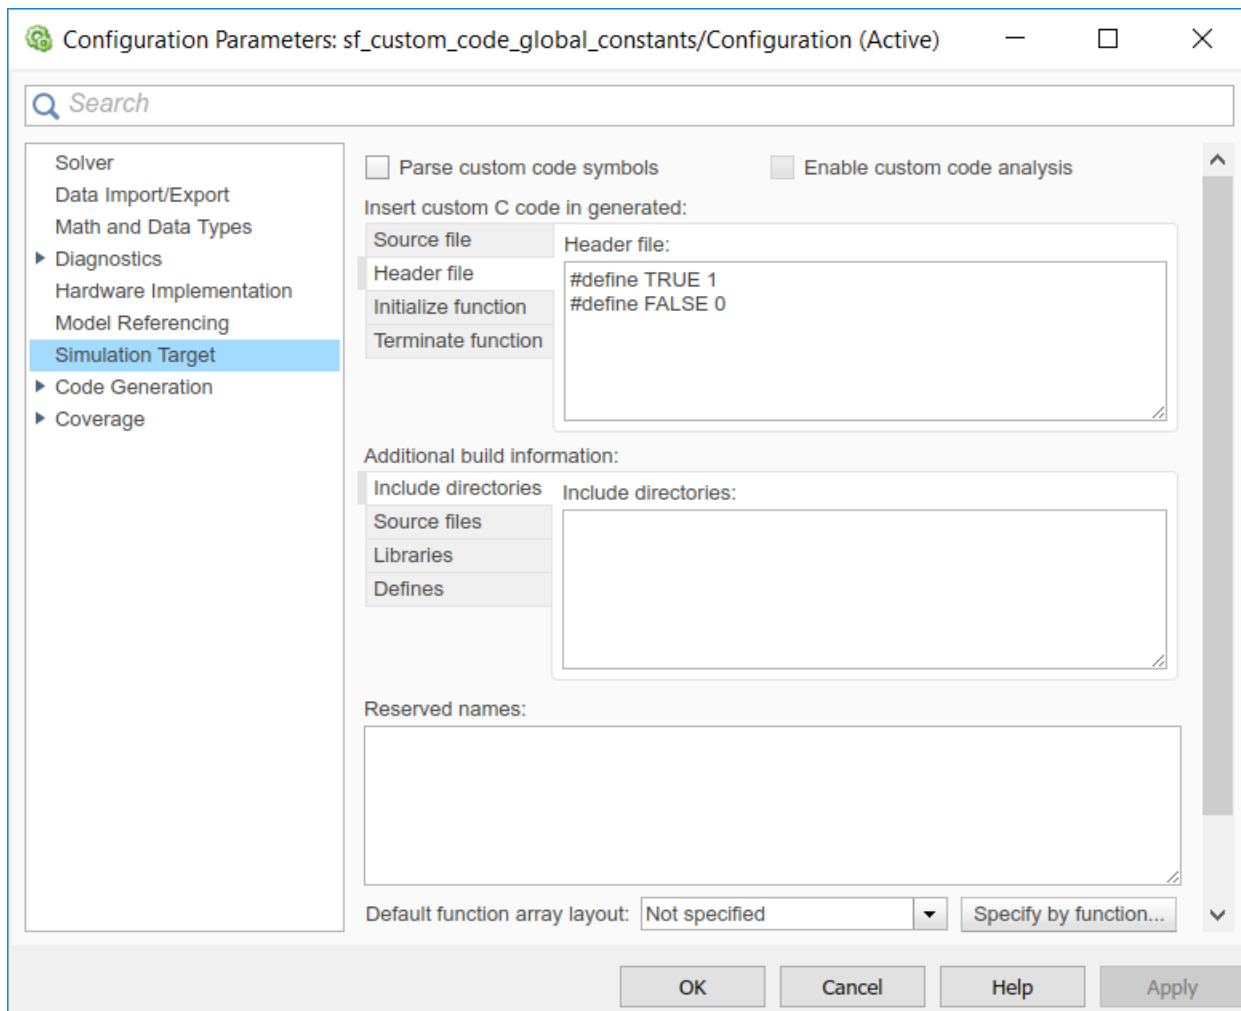 Configuration Parameters: sf_custom_code_global_constants/Configuration (Active)
Search
Solver
Data Import/Export
Math and Data Types
Diagnostics
Hardware Implementation
Model Referencing
Simulation Target
Code Generation
Coverage
Parse custom code symbols
Enable custom code analysis
Insert custom C code in generated:
Source file
Header file
Initialize function
Terminate function
Header file:
#define TRUE 1
#define FALSE 0
Additional build information:
Include directories
Source files
Libraries
Defines
Include directories:
Reserved names:
Default function array layout: Not specified Specify by function...
OK Cancel Help Apply